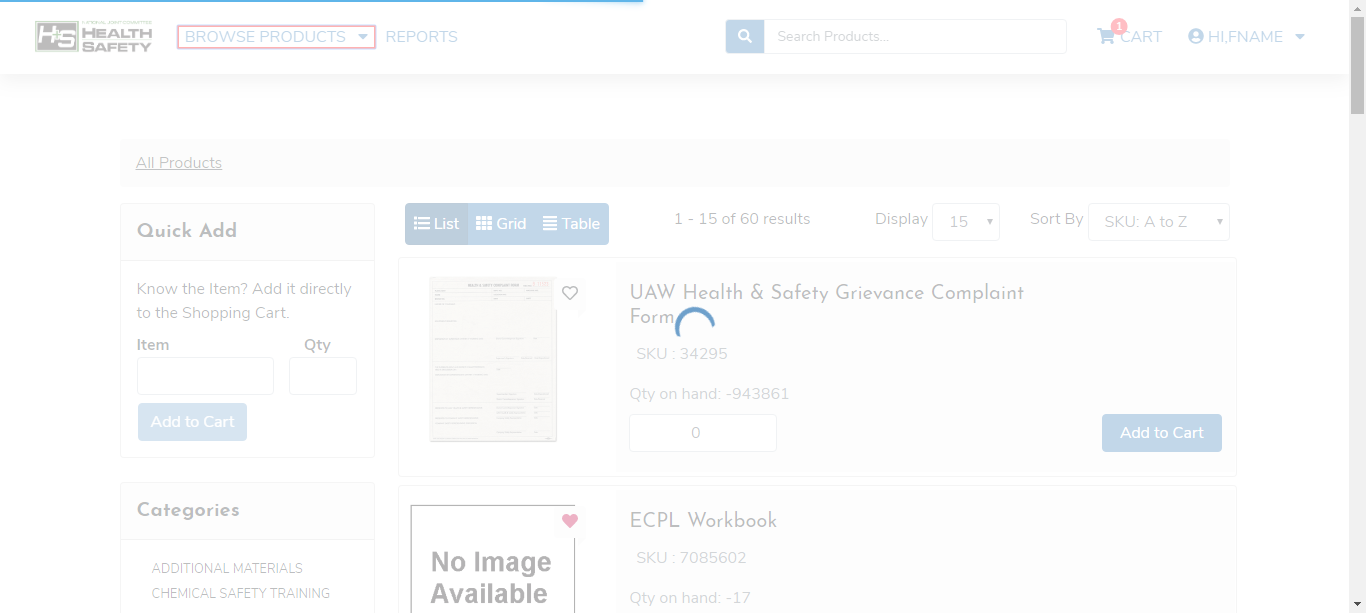 HEALTH
H+S SAFETY
BROWSE PRODUCTS
REPORTS
Search Products...
1
CART
HI,FNAME
All Products
Quick Add
Know the Item? Add it directly
to the Shopping Cart.
Item Qty
Add to Cart
Categories
ADDITIONAL MATERIALS
CHEMICAL SAFETY TRAINING
List Grid Table
1 - 15 of 60 results
Display 15
Sort By SKU: A to Z
UAW Health & Safety Grievance Complaint
Form
SKU : 34295
Qty on hand: -943861
0
Add to Cart
No Image
Available
ECPL Workbook
SKU : 7085602
Qty on hand: -17